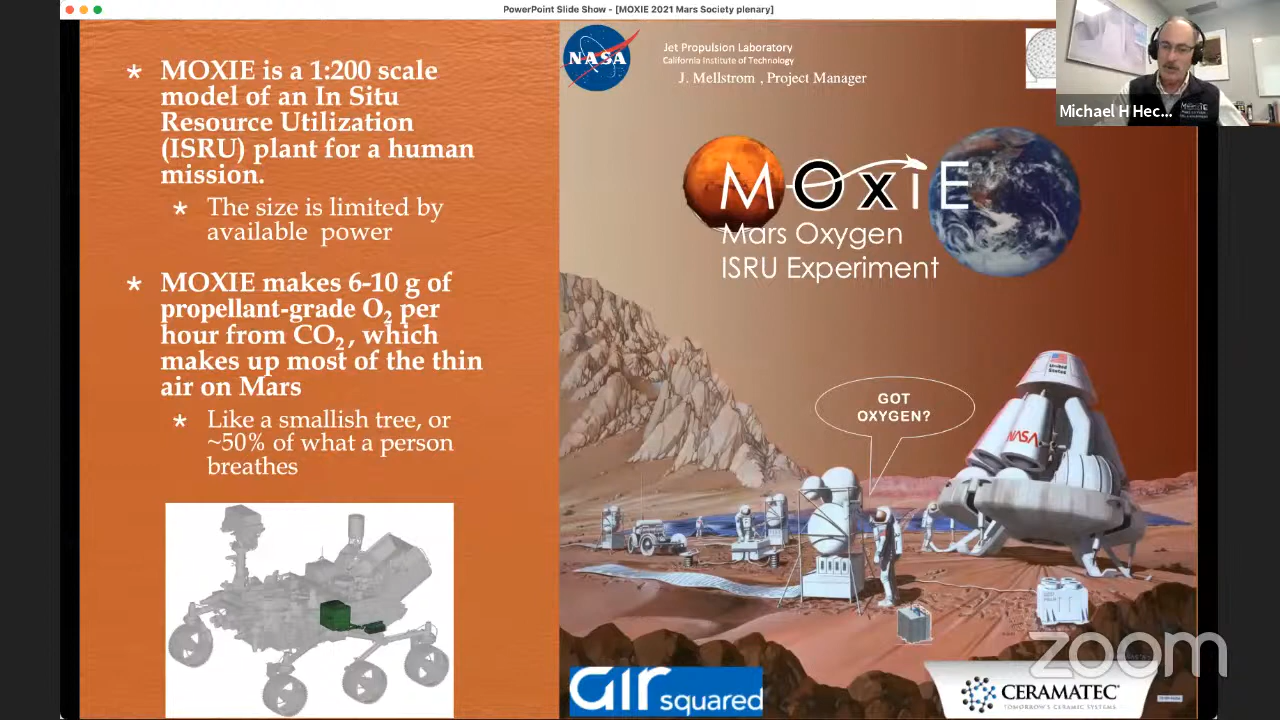 PowerPoint Slide Show - [MOXIE 2021 Mars Society plenary]
* MOXIE is a 1:200 scale
model of an In Situ
Resource Utilization
(ISRU) plant for a human
mission.
* The size is limited by
available power
* MOXIE makes 6-10 g of
propellant-grade O₂ per
hour from CO₂, which
makes up most of the thin
air on Mars
* Like a smallish tree, or
~50% of what a person
breathes
NASA
Jet Propulsion Laboratory
California Institute of Technology
J. Mellstrom , Project Manager
Michael H Hec...
MOxiE
Mars Oxygen
ISRU Experiment
GOT
OXYGEN?
United
States
NASA
air squared
CERAMATEC
TOMORROW'S CERAMIC SYSTEMS
zoom